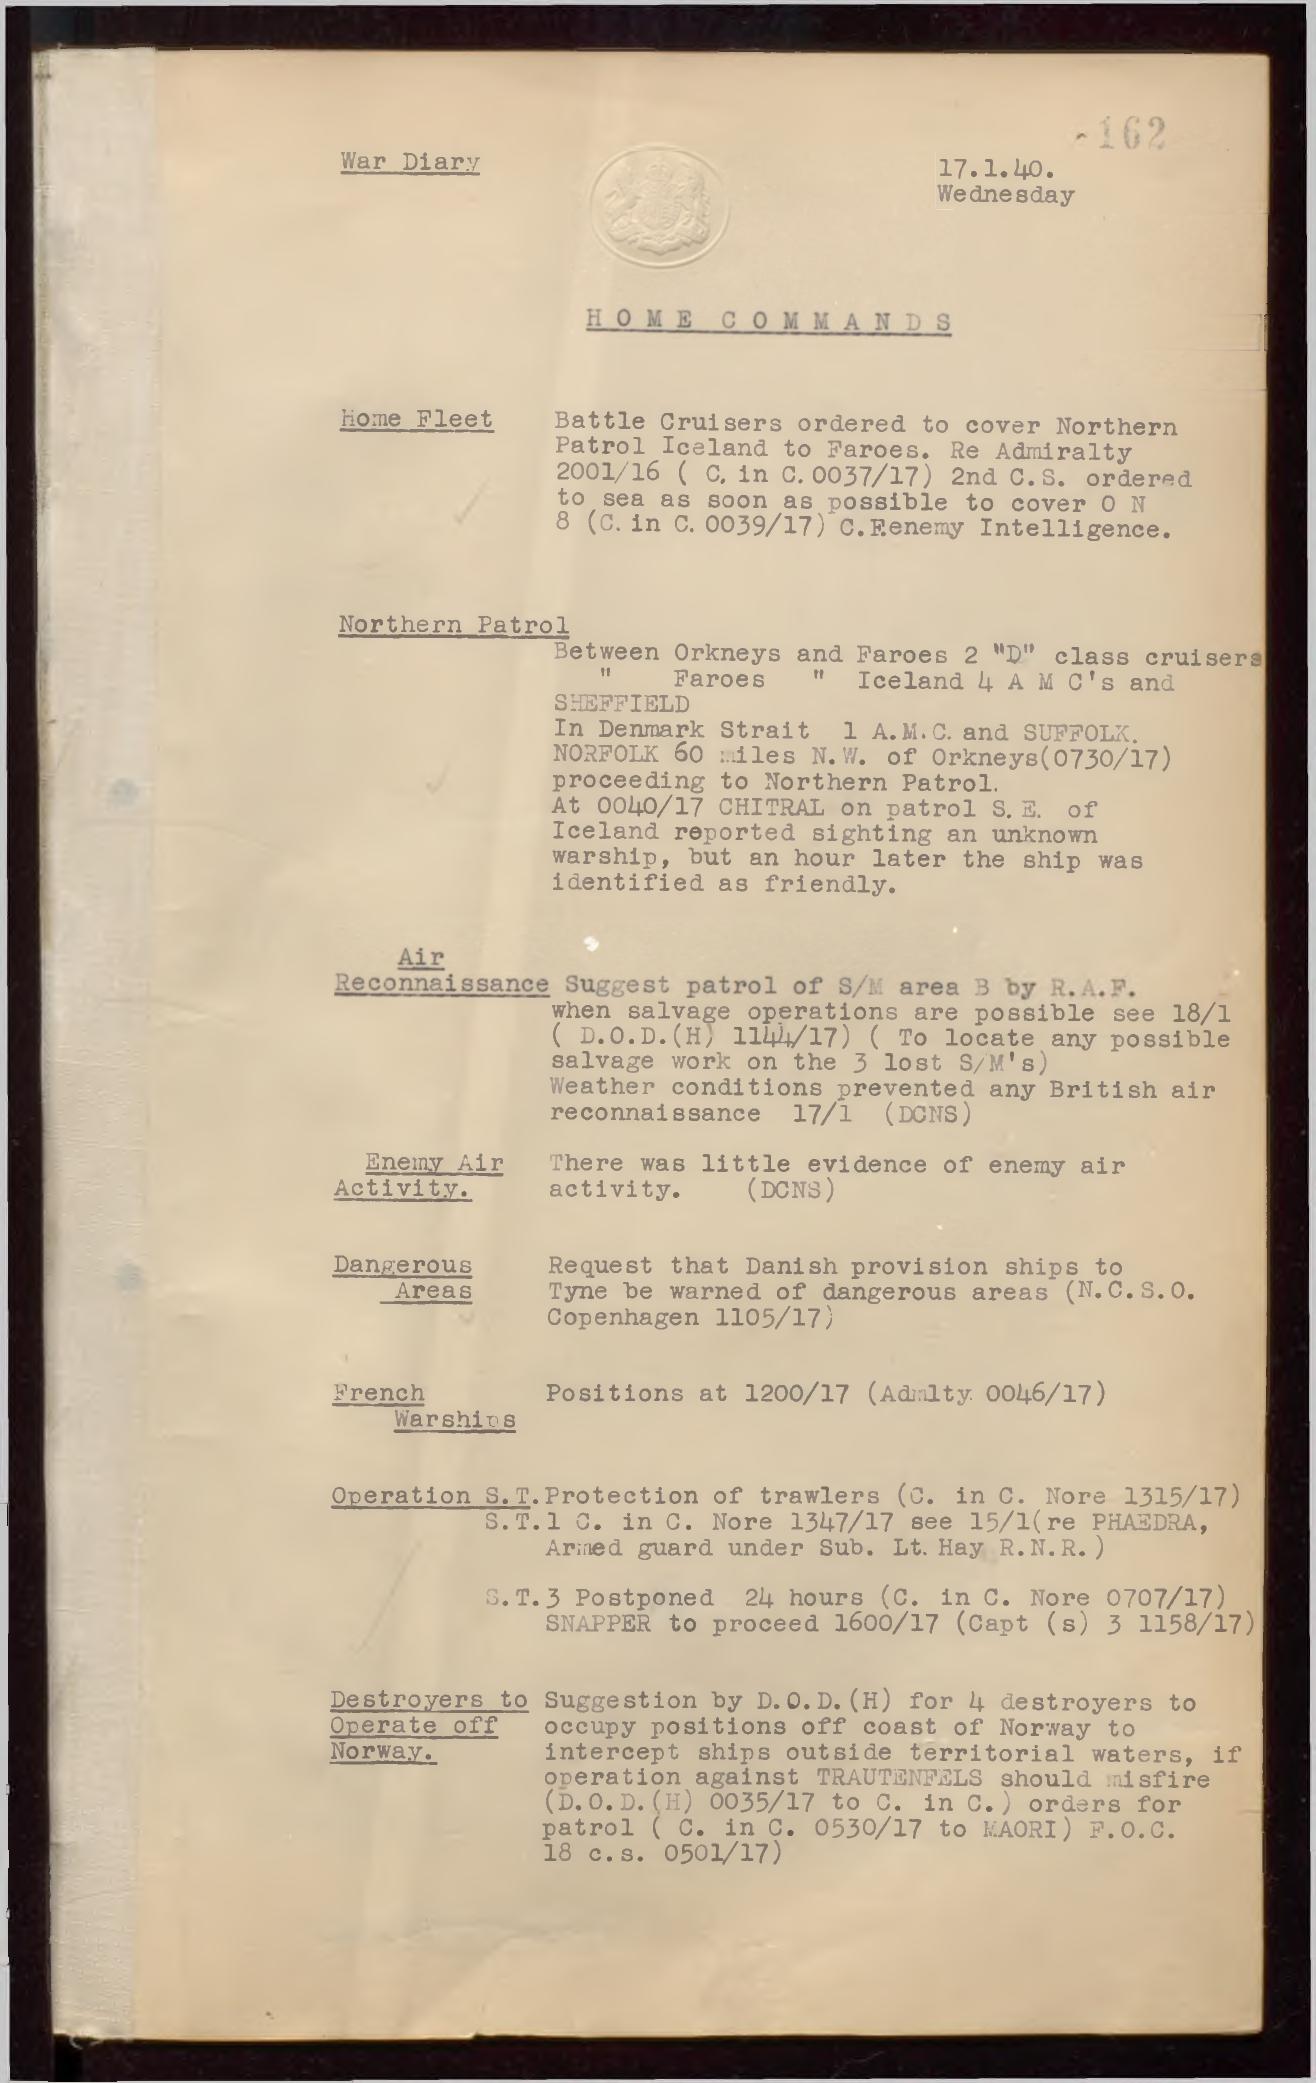 162
War Diary
17.1.40.
Wednesday
HOME COMMANDS
Home Fleet Battle Cruisers ordered to cover Northern
Patrol Iceland to Faroes. Re Admiralty
2001/16 ( C. in C. 0037/17) 2nd C.S. ordered
to sea as soon as possible to cover O N
8 (C. in C. 0039/17) C.F.enemy Intelligence.
Northern Patrol
Between Orkneys and Faroes 2 "D" class cruisers
" Faroes " Iceland 4 A M C's and
SHEFFIELD
In Denmark Strait 1 A.M.C. and SUFFOLK.
NORFOLK 60 miles N.W. of Orkneys(0730/17)
proceeding to Northern Patrol.
At 0040/17 CHITRAL on patrol S.E. of
Iceland reported sighting an unknown
warship, but an hour later the ship was
identified as friendly.
Air
Reconnaissance Suggest patrol of S/M area B by R.A.F.
when salvage operations are possible see 18/1
( D.O.D.(H) 1144/17) ( To locate any possible
salvage work on the 3 lost S/M's)
Weather conditions prevented any British air
reconnaissance 17/1 (DCNS)
Enemy Air There was little evidence of enemy air
Activity. activity. (DCNS)
Dangerous Request that Danish provision ships to
Areas Tyne be warned of dangerous areas (N.C.S.O.
Copenhagen 1105/17)
French Positions at 1200/17 (Admlty. 0046/17)
Warships
Operation S.T. Protection of trawlers (C. in C. Nore 1315/17)
S.T.1 C. in C. Nore 1347/17 see 15/1(re PHAEDRA,
Armed guard under Sub. Lt. Hay R.N.R.)
S.T.3 Postponed 24 hours (C. in C. Nore 0707/17)
SNAPPER to proceed 1600/17 (Capt (s) 3 1158/17)
Destroyers to Suggestion by D.O.D.(H) for 4 destroyers to
Operate off occupy positions off coast of Norway to
Norway. intercept ships outside territorial waters, if
operation against TRAUTENFELS should misfire
(D.O.D.(H) 0035/17 to C. in C.) orders for
patrol ( C. in C. 0530/17 to MAORI) F.O.C.
18 c.s. 0501/17)